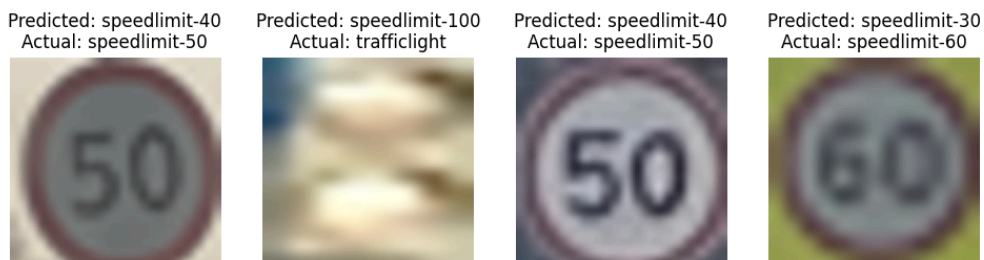 Predicted: speedlimit-40
Actual: speedlimit-50
Predicted: speedlimit-100
Actual: trafficlight
Predicted: speedlimit-40
Actual: speedlimit-50
Predicted: speedlimit-30
Actual: speedlimit-60
50
50
60